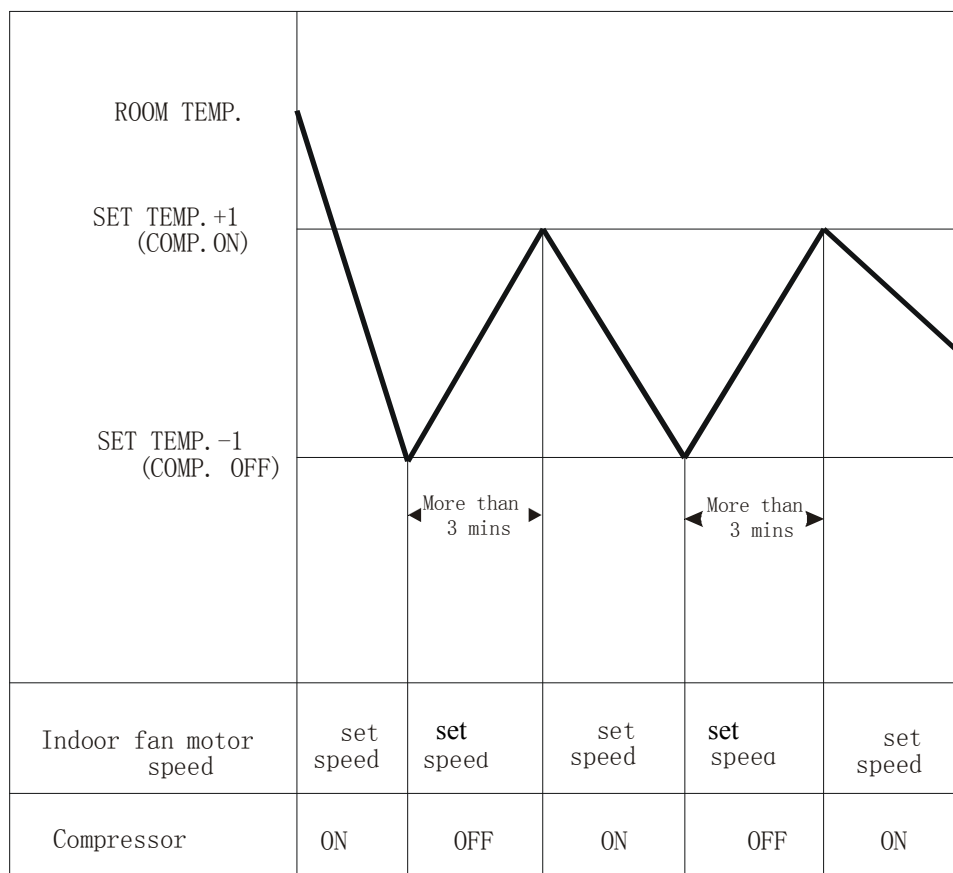 ROOM TEMP.
SET TEMP.+1
(COMP.ON)
SET TEMP.-1
(COMP. OFF)
More than
3 mins
More than
3 mins
Indoor fan motor
speed
set
speed
set
speed
set
speed
set
speed
set
speed
Compressor
ON
OFF
ON
OFF
ON